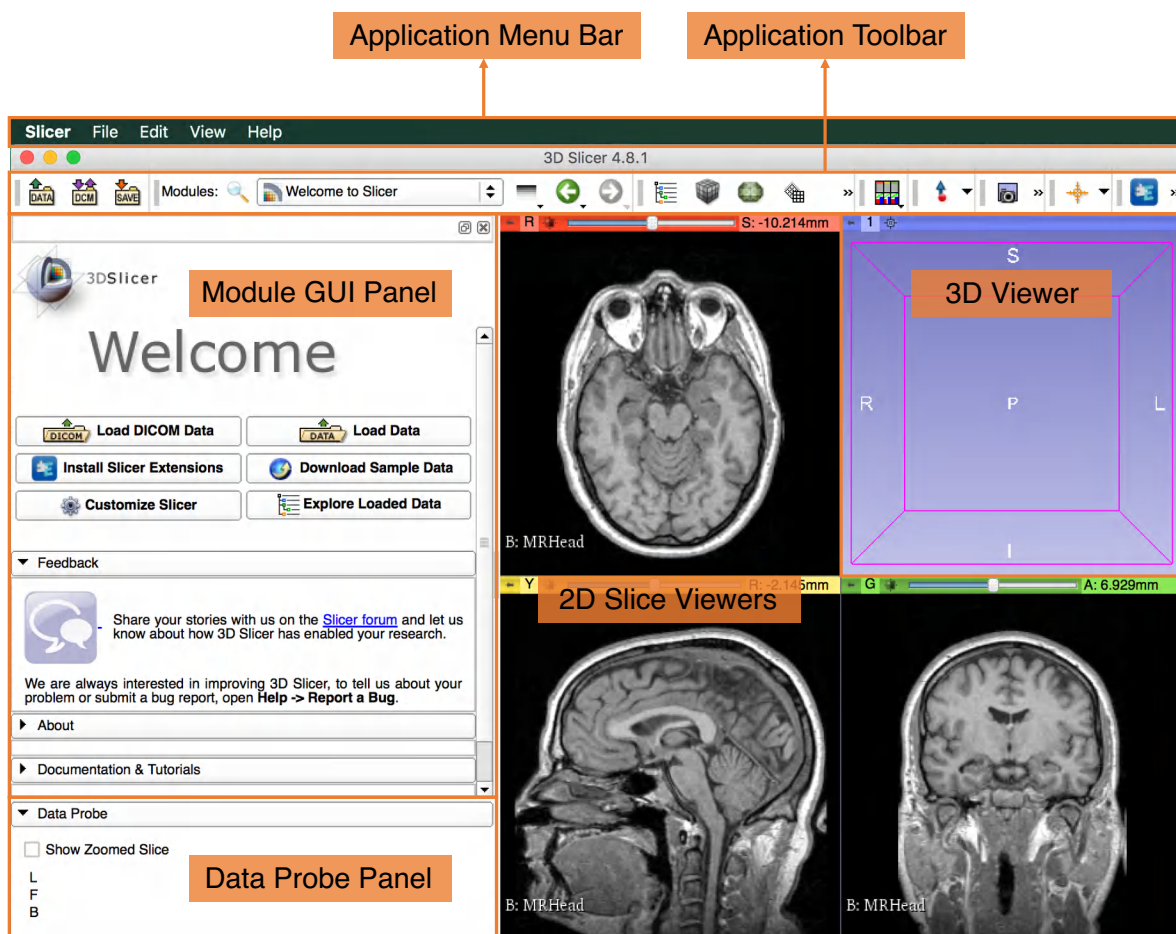 Application Menu Bar
Application Toolbar
Slicer File Edit View Help
3D Slicer 4.8.1
DATA DCM SAVE Modules: Welcome to Slicer » » »
R S: -10.214mm
1
3DSlicer
Module GUI Panel
Welcome
S
3D Viewer
R P L
I
DICOM Load DICOM Data
DATA Load Data
Install Slicer Extensions
Download Sample Data
Customize Slicer
Explore Loaded Data
B: MRHead
Feedback
Share your stories with us on the Slicer forum and let us
know about how 3D Slicer has enabled your research.
We are always interested in improving 3D Slicer, to tell us about your
problem or submit a bug report, open Help -> Report a Bug.
About
Documentation & Tutorials
Y R: -2.145mm
2D Slice Viewers
G A: 6.929mm
Data Probe
Show Zoomed Slice
L
F
B
Data Probe Panel
B: MRHead
B: MRHead